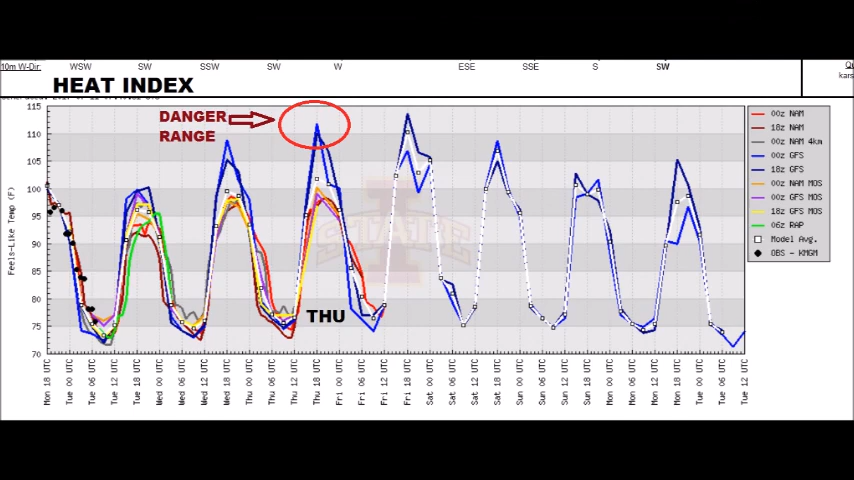 10m W-Dir: WSW SW SSW SW W ESE SSE S SW
kars
HEAT INDEX
115
110
105
100
95
90
85
80
75
70
Feels-Like Temp (F)
DANGER
RANGE
THU
STATE
00z NAM
18z NAM
00z NAM 4km
00z GFS
18z GFS
00z NAM MOS
00z GFS MOS
18z GFS MOS
06z RAP
Model Avg.
OBS - KMGM
Mon 18 UTC
Tue 00 UTC
Tue 06 UTC
Tue 12 UTC
Tue 18 UTC
Wed 00 UTC
Wed 06 UTC
Wed 12 UTC
Wed 18 UTC
Thu 00 UTC
Thu 06 UTC
Thu 12 UTC
Thu 18 UTC
Fri 00 UTC
Fri 06 UTC
Fri 12 UTC
Fri 18 UTC
Sat 00 UTC
Sat 06 UTC
Sat 12 UTC
Sat 18 UTC
Sun 00 UTC
Sun 06 UTC
Sun 12 UTC
Sun 18 UTC
Mon 00 UTC
Mon 06 UTC
Mon 12 UTC
Mon 18 UTC
Tue 00 UTC
Tue 06 UTC
Tue 12 UTC